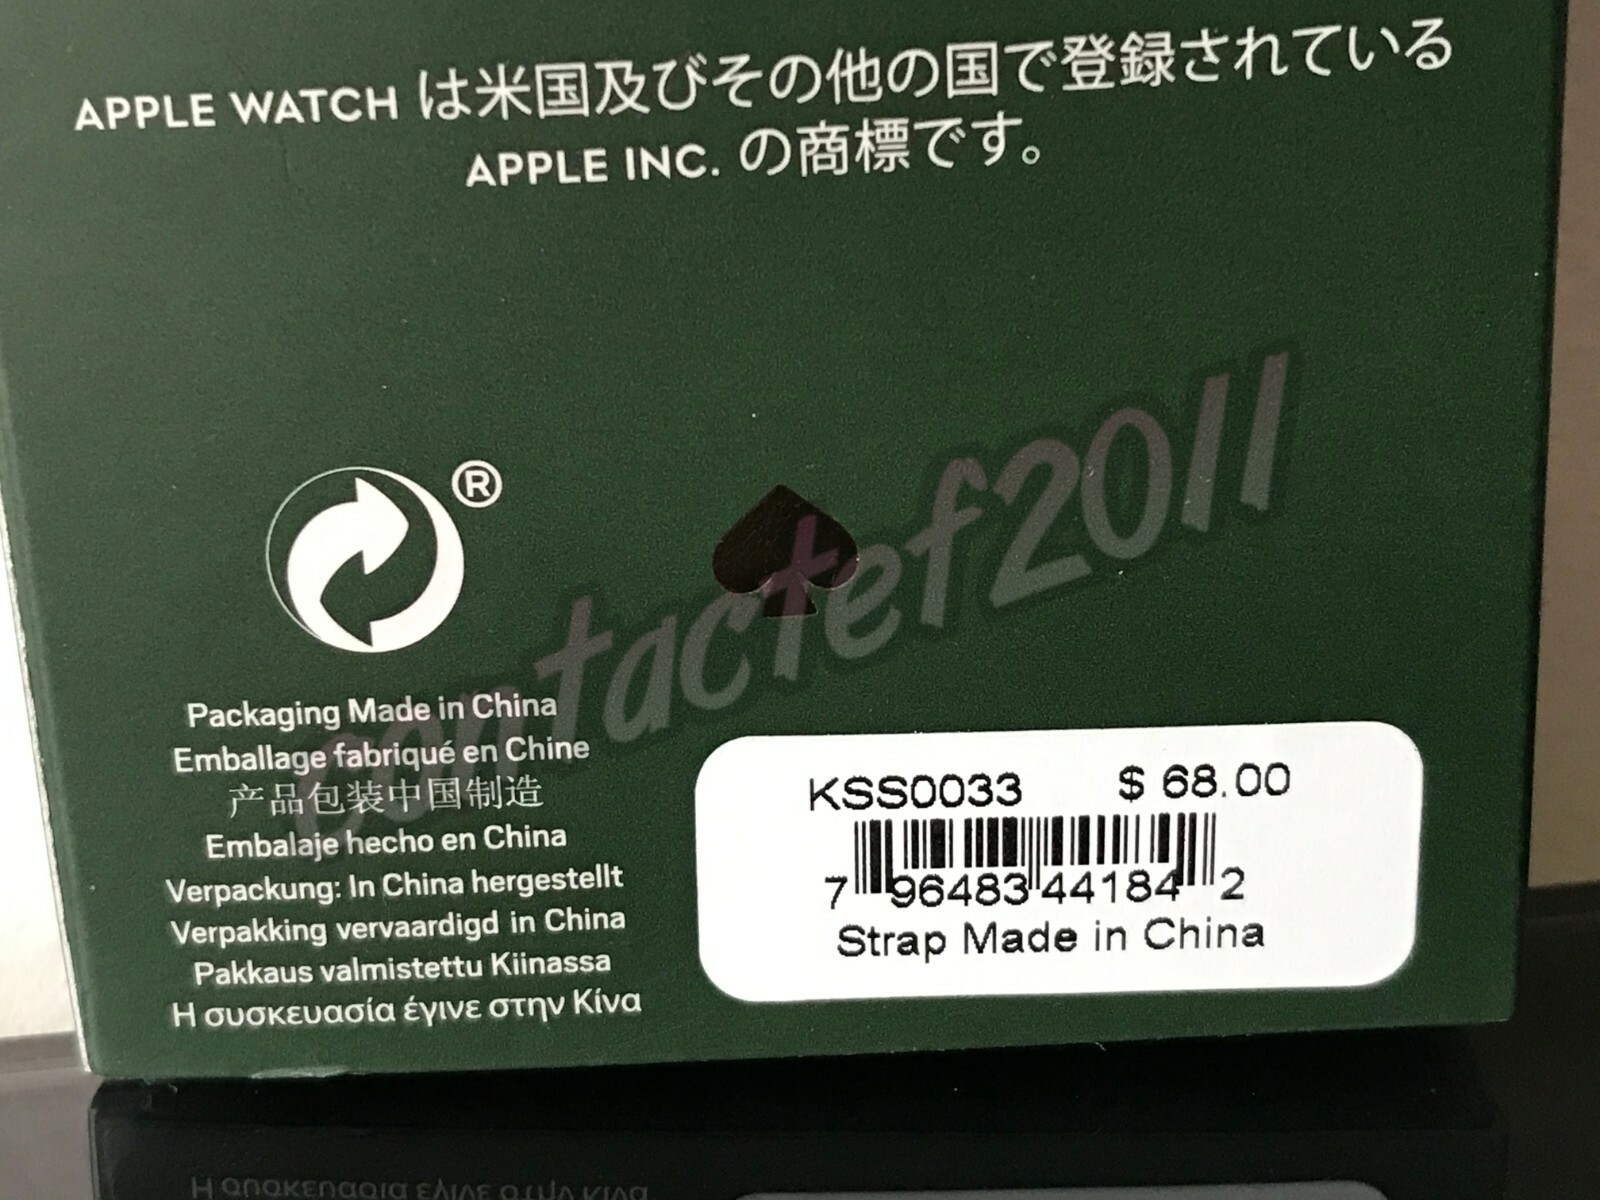 APPLE WATCH は米国及びその他の国で登録されている
APPLE INC. の商標です。
®
contactef2011
Packaging Made in China
Emballage fabriqué en Chine
产品包装中国制造
Embalaje hecho en China
Verpackung: In China hergestellt
Verpakking vervaardigd in China
Pakkaus valmistettu Kiinassa
Η συσκευασία έγινε στην Κίνα
KSS0033 $ 68.00
7 96483 44184 2
Strap Made in China